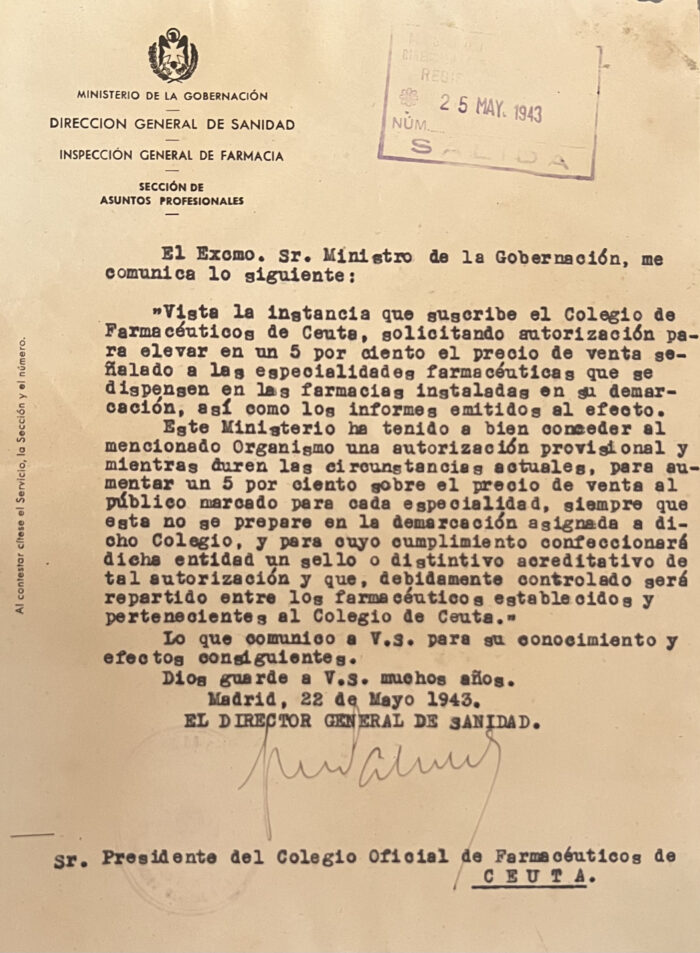 MINISTERIO DE LA GOBERNACIÓN
DIRECCION GENERAL DE SANIDAD
INSPECCIÓN GENERAL DE FARMACIA
SECCIÓN DE
ASUNTOS PROFESIONALES
25 MAY. 1943
NÚM.
SALIDA
El Excmo. Sr. Ministro de la Gobernación, me
comunica lo siguiente:
"Vista la instancia que suscribe el Colegio de
Farmacéuticos de Ceuta, solicitando autorización pa-
ra elevar en un 5 por ciento el precio de venta se-
ñalado a las especialidades farmacéuticas que se
dispensen en las farmacias instaladas en su demar-
cación, así como los informes emitidos al efecto.
Este Ministerio ha tenido a bien conceder al
mencionado Organismo una autorización provisional y
mientras duren las circunstancias actuales, para au-
mentar un 5 por ciento sobre el precio de venta al
público marcado para cada especialidad, siempre que
esta no se prepare en la demarcación asignada a di-
cho Colegio, y para cuyo cumplimiento confeccionará
dicha entidad un sello o distintivo acreditativo de
tal autorización y que, debidamente controlado será
repartido entre los farmacéuticos establecidos y
pertenecientes al Colegio de Ceuta."
Lo que comunico a V.S. para su conocimiento y
efectos consiguientes.
Dios guarde a V.S. muchos años.
Madrid, 22 de Mayo 1943.
EL DIRECTOR GENERAL DE SANIDAD.
Sr. Presidente del Colegio Oficial de Farmacéuticos de
CEUTA.
Al contestar cítese el Servicio, la Sección y el número.